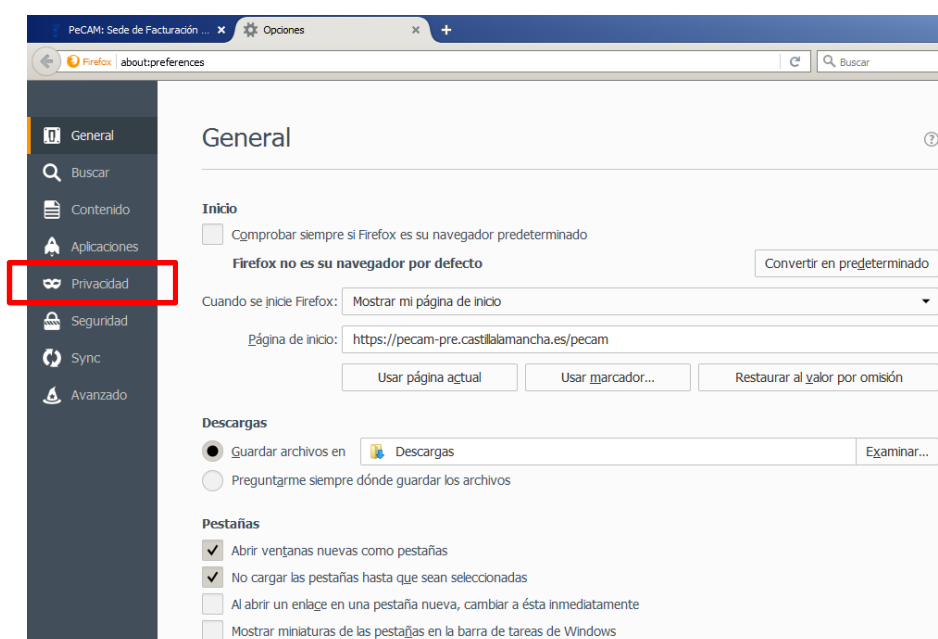 PeCAM: Sede de Facturación ...
Opciones
Firefox about:preferences
Buscar
General
Buscar
Contenido
Aplicaciones
Privacidad
Seguridad
Sync
Avanzado
General
Inicio
Comprobar siempre si Firefox es su navegador predeterminado
Firefox no es su navegador por defecto
Convertir en predeterminado
Cuando se inicie Firefox: Mostrar mi página de inicio
Página de inicio: https://pecam-pre.castillalamancha.es/pecam
Usar página actual Usar marcador... Restaurar al valor por omisión
Descargas
Guardar archivos en Descargas Examinar...
Preguntarme siempre dónde guardar los archivos
Pestañas
Abrir ventanas nuevas como pestañas
No cargar las pestañas hasta que sean seleccionadas
Al abrir un enlace en una pestaña nueva, cambiar a ésta inmediatamente
Mostrar miniaturas de las pestañas en la barra de tareas de Windows